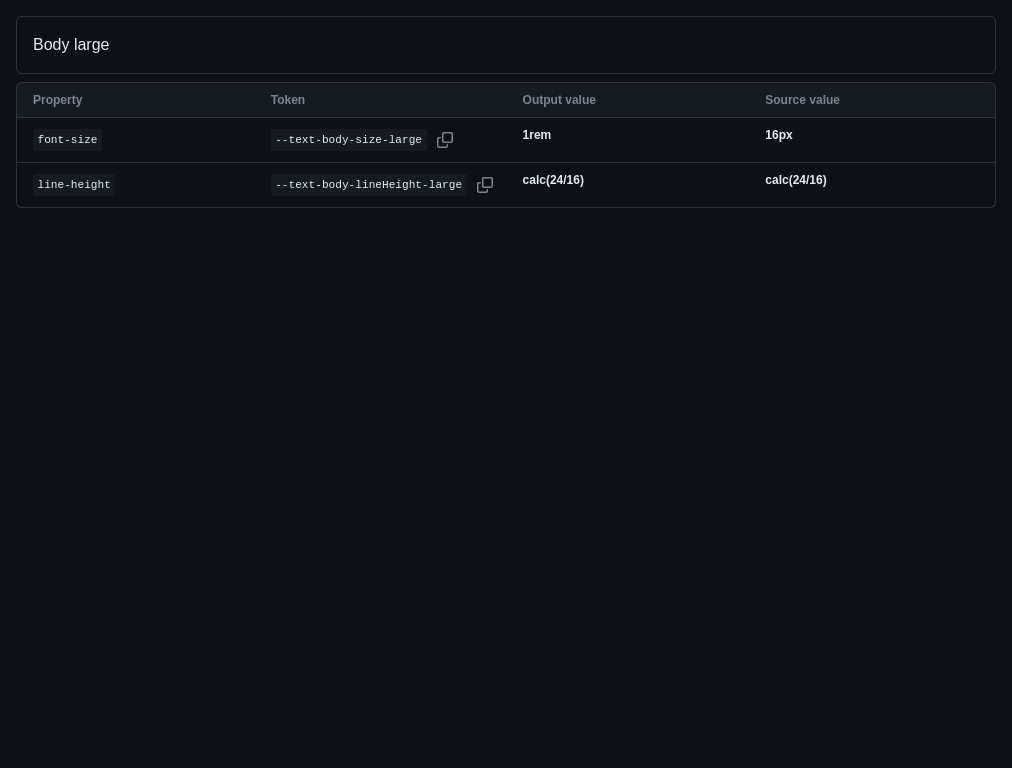 Body large
Property Token Output value Source value
font-size --text-body-size-large 1rem 16px
line-height --text-body-lineHeight-large calc(24/16) calc(24/16)